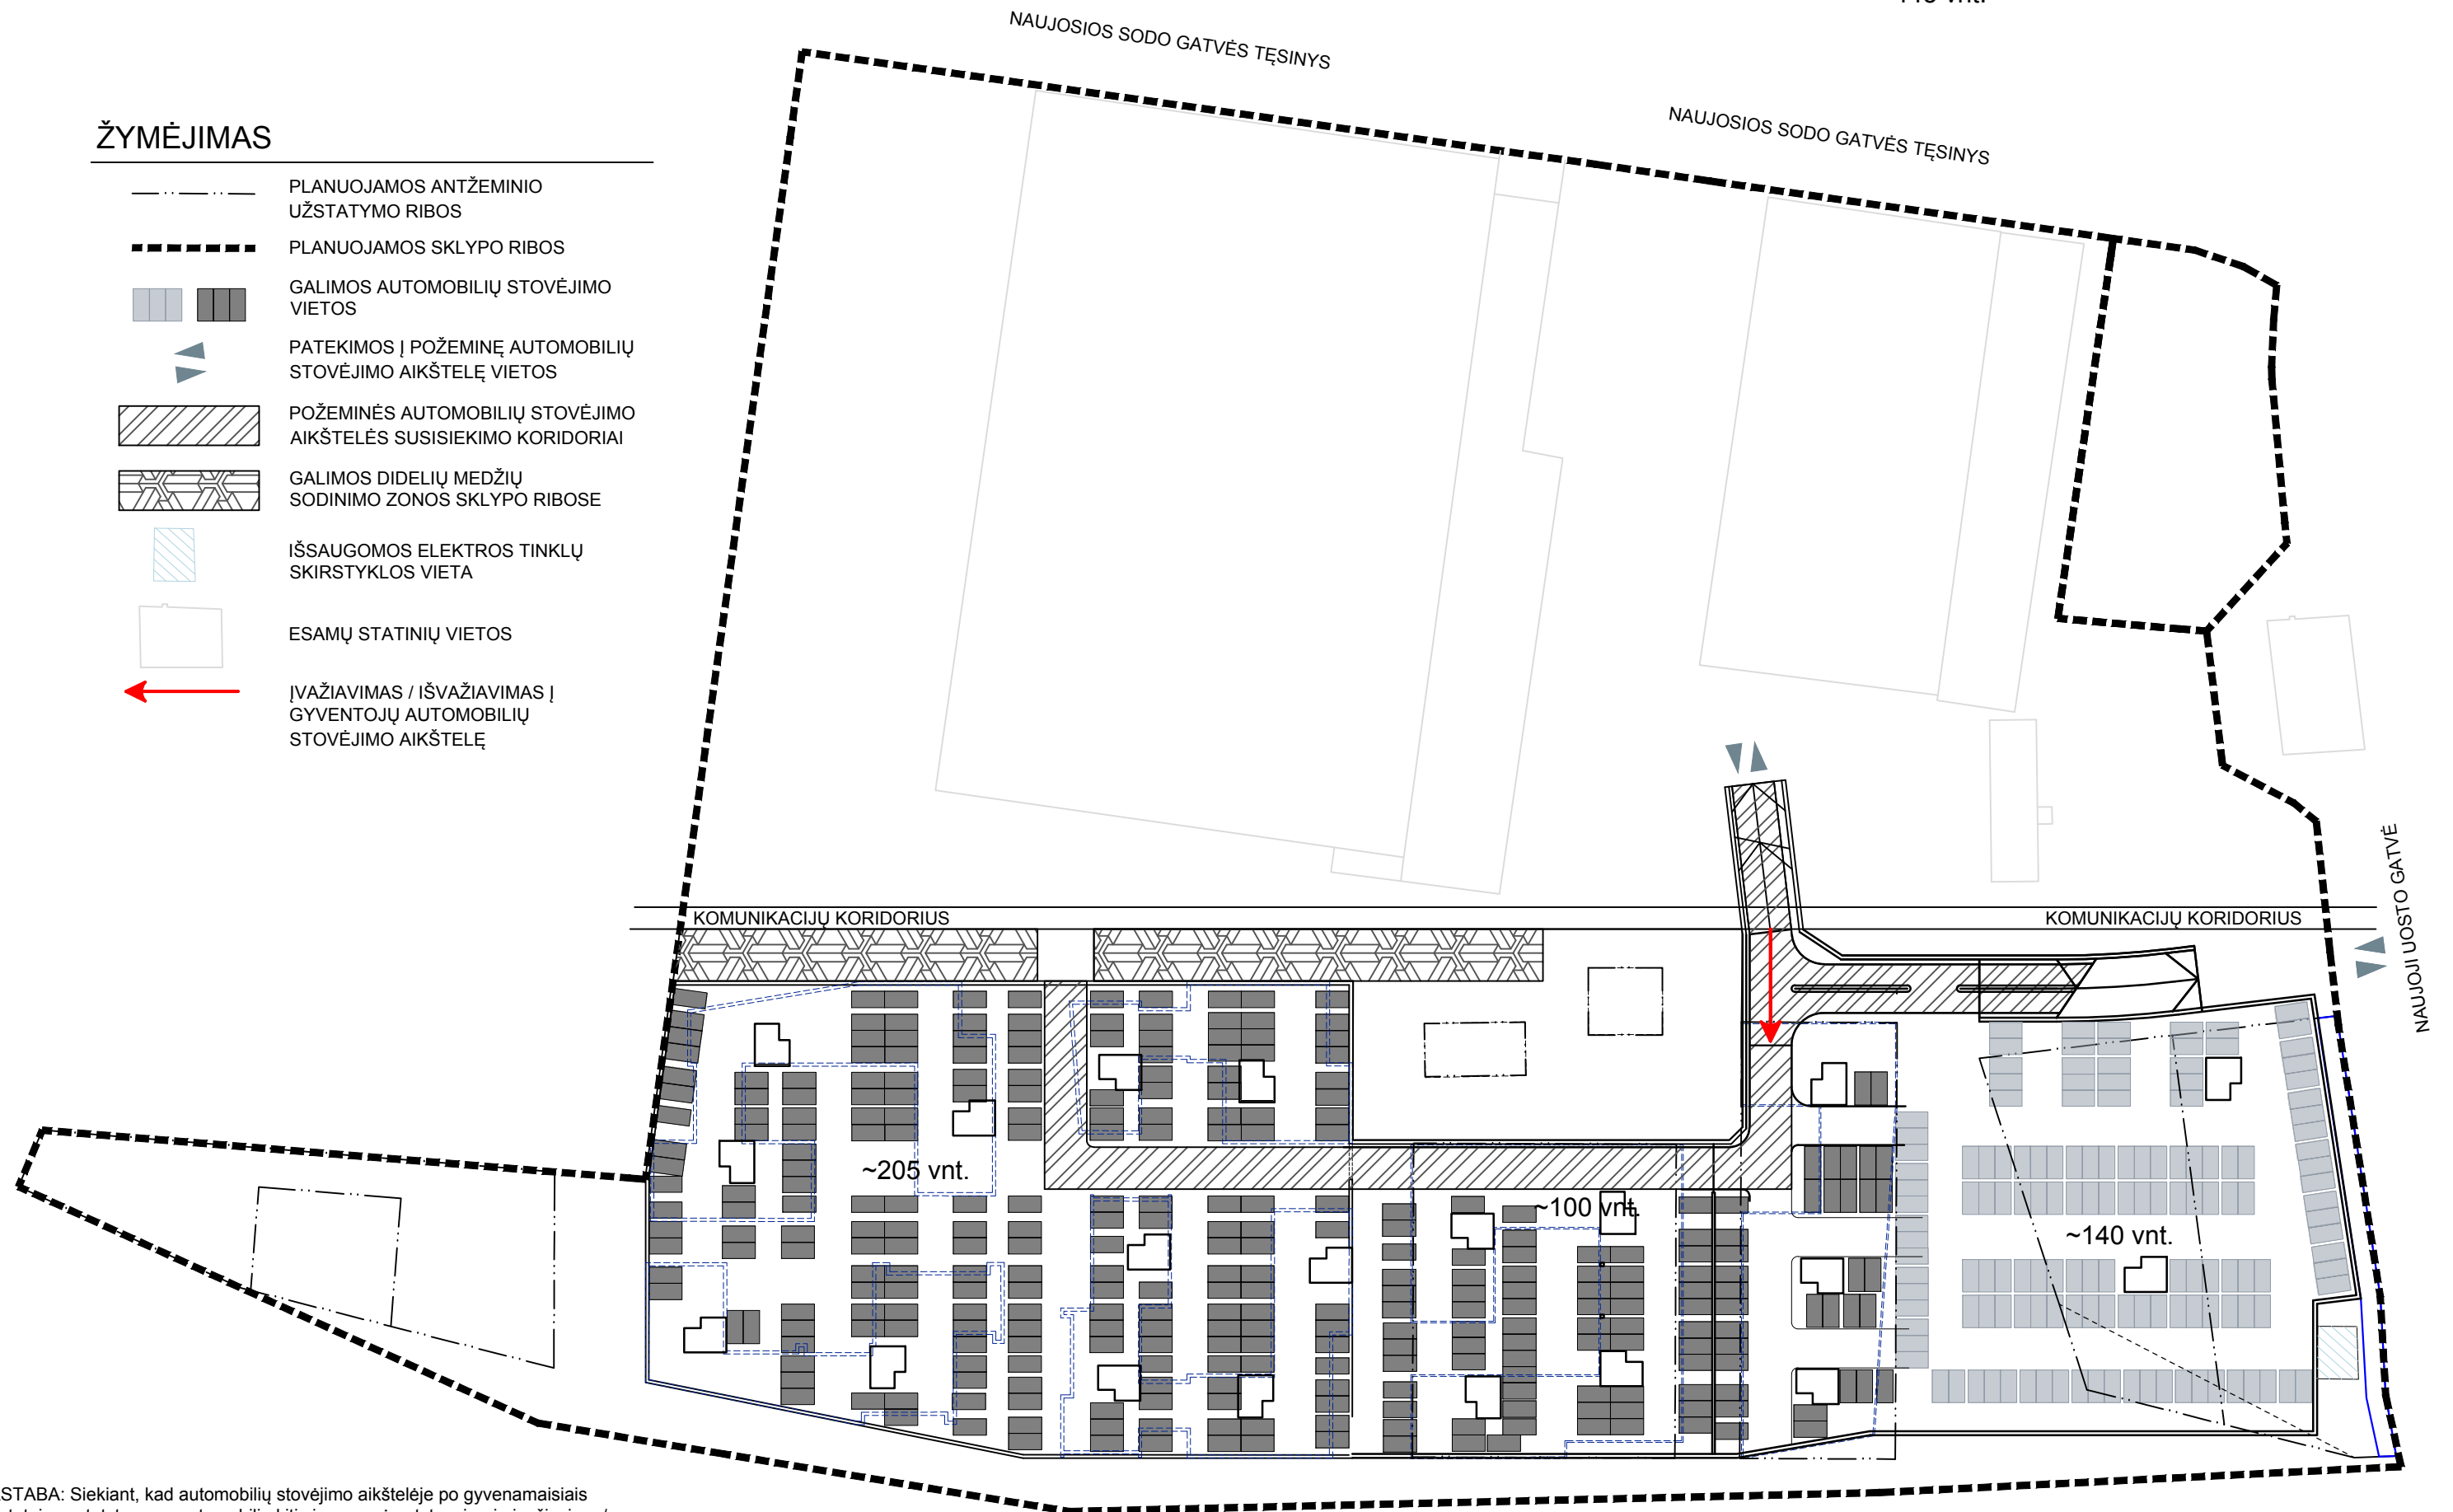 NAUJOSIOS SODO GATVĖS TĘSINYS
NAUJOSIOS SODO GATVĖS TĘSINYS
ŽYMĖJIMAS
PLANUOJAMOS ANTŽEMINIO
UŽSTATYMO RIBOS
PLANUOJAMOS SKLYPO RIBOS
GALIMOS AUTOMOBILIŲ STOVĖJIMO
VIETOS
PATEKIMOS Į POŽEMINĘ AUTOMOBILIŲ
STOVĖJIMO AIKŠTELĘ VIETOS
POŽEMINĖS AUTOMOBILIŲ STOVĖJIMO
AIKŠTELĖS SUSISIEKIMO KORIDORIAI
GALIMOS DIDELIŲ MEDŽIŲ
SODINIMO ZONOS SKLYPO RIBOSE
IŠSAUGOMOS ELEKTROS TINKLŲ
SKIRSTYKLOS VIETA
ESAMŲ STATINIŲ VIETOS
ĮVAŽIAVIMAS / IŠVAŽIAVIMAS Į
GYVENTOJŲ AUTOMOBILIŲ
STOVĖJIMO AIKŠTELĘ
KOMUNIKACIJŲ KORIDORIUS
KOMUNIKACIJŲ KORIDORIUS
NAUJOJI UOSTO GATVĖ
~205 vnt.
~100 vnt.
~140 vnt.
STABA: Siekiant, kad automobilių stovėjimo aikštelėje po gyvenamaisiais